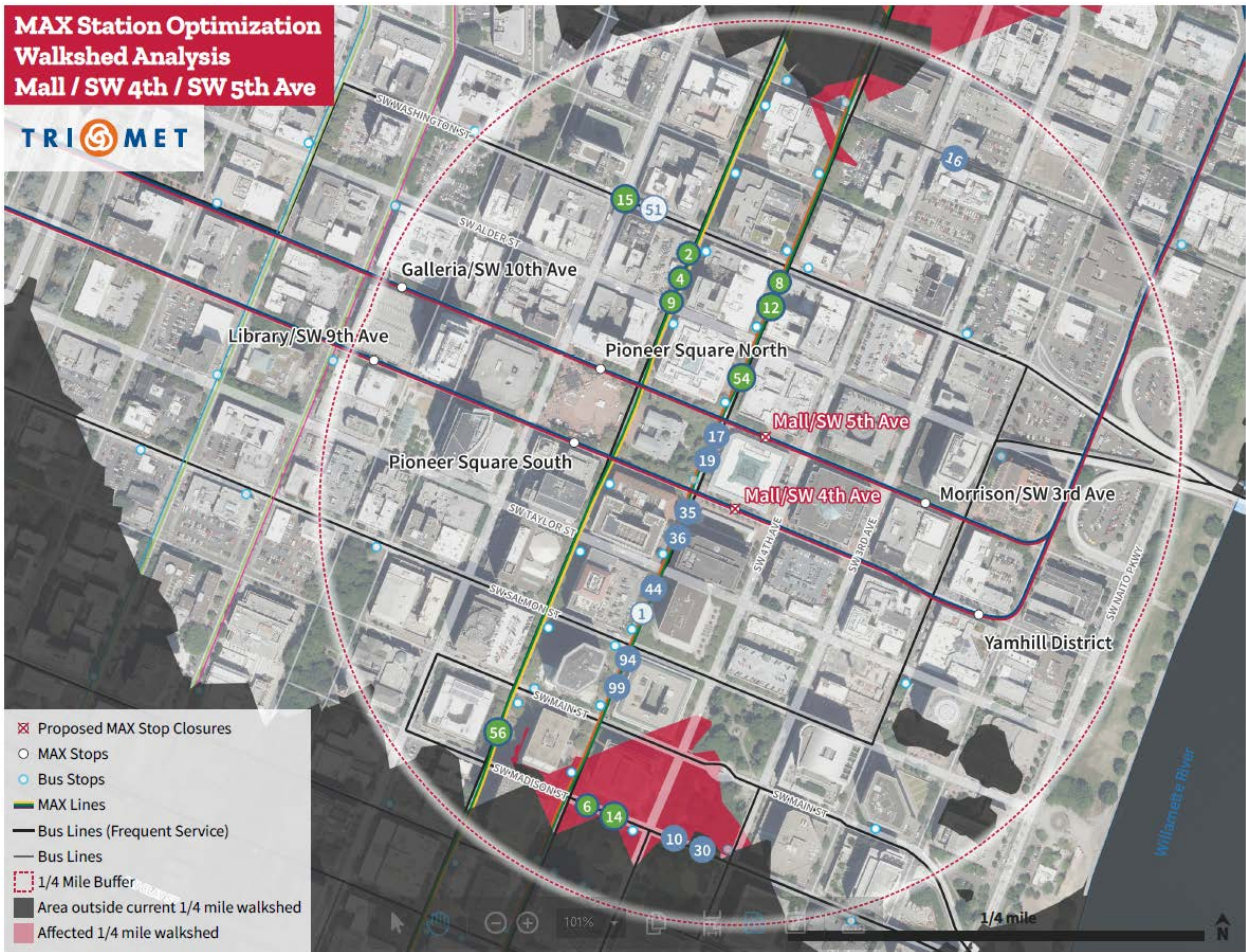 MAX Station Optimization
Walkshed Analysis
Mall / SW 4th / SW 5th Ave
TRI MET
SW WASHINGTON ST
16
15
51
SW ALDER ST
2
4
9
8
12
Galleria/SW 10th Ave
Library/SW 9th Ave
Pioneer Square North
54
Mall/SW 5th Ave
17
19
Pioneer Square South
Mall/SW 4th Ave
Morrison/SW 3rd Ave
35
36
SW TAYLOR ST
SW 4TH AVE
SW 3RD AVE
SW NAITO PKWY
44
1
SW SALMON ST
Yamhill District
94
99
SW MAIN ST
56
SW MADISON ST
SW MAIN ST
6
14
10
30
Willamette River
Proposed MAX Stop Closures
MAX Stops
Bus Stops
MAX Lines
Bus Lines (Frequent Service)
Bus Lines
1/4 Mile Buffer
Area outside current 1/4 mile walkshed
Affected 1/4 mile walkshed
101%
1/4 mile
N